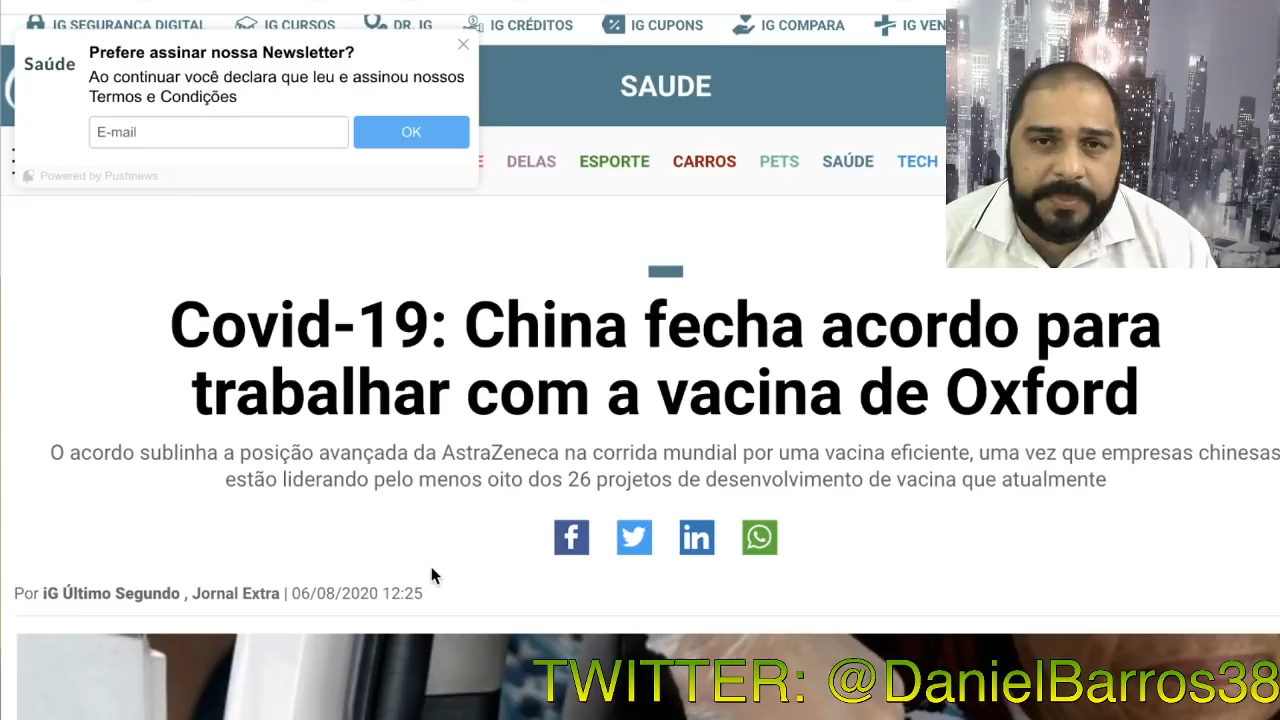 IG SEGURANÇA DIGITAL IG CURSOS DR. IG IG CRÉDITOS IG CUPONS IG COMPARA IG VEN
Prefere assinar nossa Newsletter?
Saúde
Ao continuar você declara que leu e assinou nossos
Termos e Condições
E-mail OK
Powered by Pushnews
SAUDE
DELAS ESPORTE CARROS PETS SAÚDE TECH
Covid-19: China fecha acordo para
trabalhar com a vacina de Oxford
O acordo sublinha a posição avançada da AstraZeneca na corrida mundial por uma vacina eficiente, uma vez que empresas chinesas
estão liderando pelo menos oito dos 26 projetos de desenvolvimento de vacina que atualmente
Por iG Último Segundo , Jornal Extra | 06/08/2020 12:25
TWITTER: @DanielBarros38